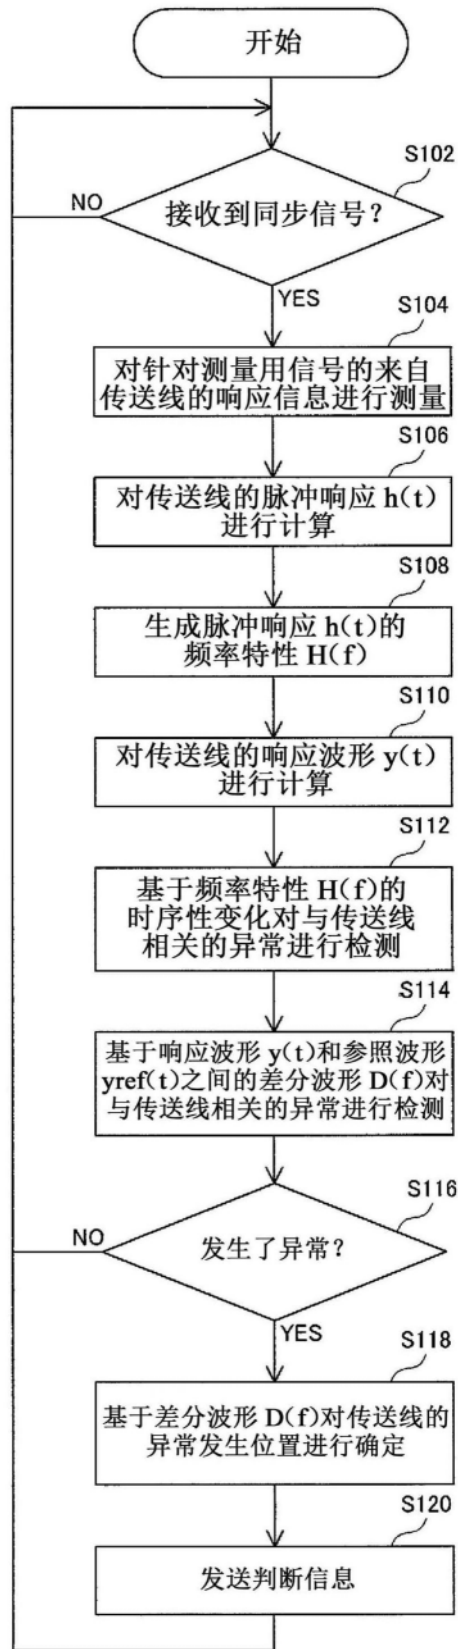 开始
S102
接收到同步信号？
NO
YES
S104
对针对测量用信号的来自
传送线的响应信息进行测量
S106
对传送线的脉冲响应 h(t)
进行计算
S108
生成脉冲响应 h(t)的
频率特性 H(f)
S110
对传送线的响应波形 y(t)
进行计算
S112
基于频率特性 H(f)的
时序性变化对与传送线
相关的异常进行检测
S114
基于响应波形 y(t)和参照波形
yref(t)之间的差分波形 D(f)对
与传送线相关的异常进行检测
S116
发生了异常？
NO
YES
S118
基于差分波形 D(f)对传送线的
异常发生位置进行确定
S120
发送判断信息